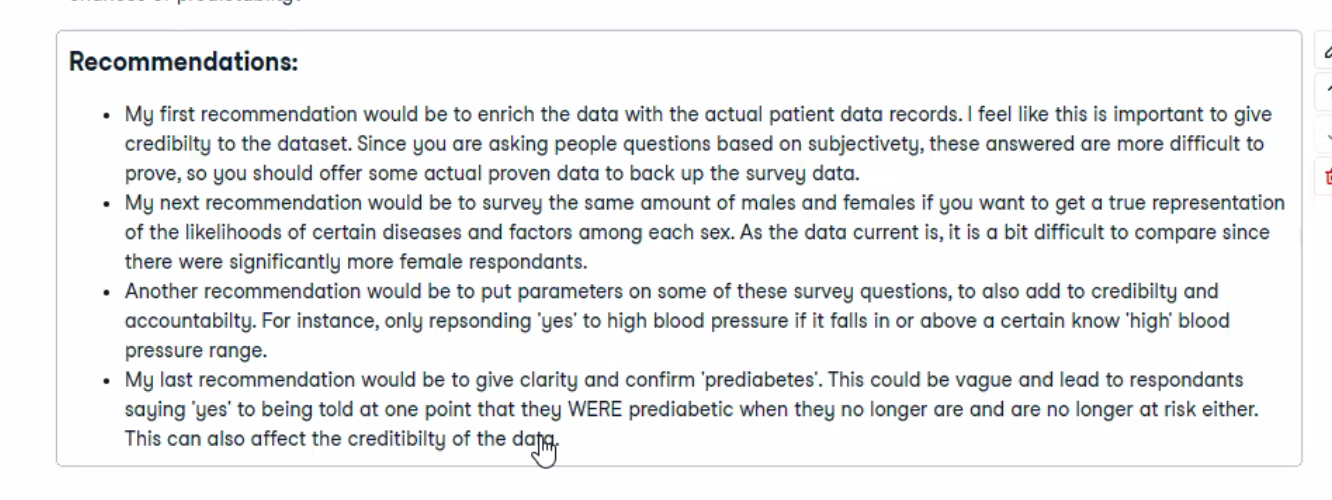 Recommendations:
• My first recommendation would be to enrich the data with the actual patient data records. I feel like this is important to give
credibilty to the dataset. Since you are asking people questions based on subjectivety, these answered are more difficult to
prove, so you should offer some actual proven data to back up the survey data.
• My next recommendation would be to survey the same amount of males and females if you want to get a true representation
of the likelihoods of certain diseases and factors among each sex. As the data current is, it is a bit difficult to compare since
there were significantly more female respondants.
• Another recommendation would be to put parameters on some of these survey questions, to also add to credibilty and
accountabilty. For instance, only repsonding 'yes' to high blood pressure if it falls in or above a certain know 'high' blood
pressure range.
• My last recommendation would be to give clarity and confirm 'prediabetes'. This could be vague and lead to respondants
saying 'yes' to being told at one point that they WERE prediabetic when they no longer are and are no longer at risk either.
This can also affect the creditibilty of the data.